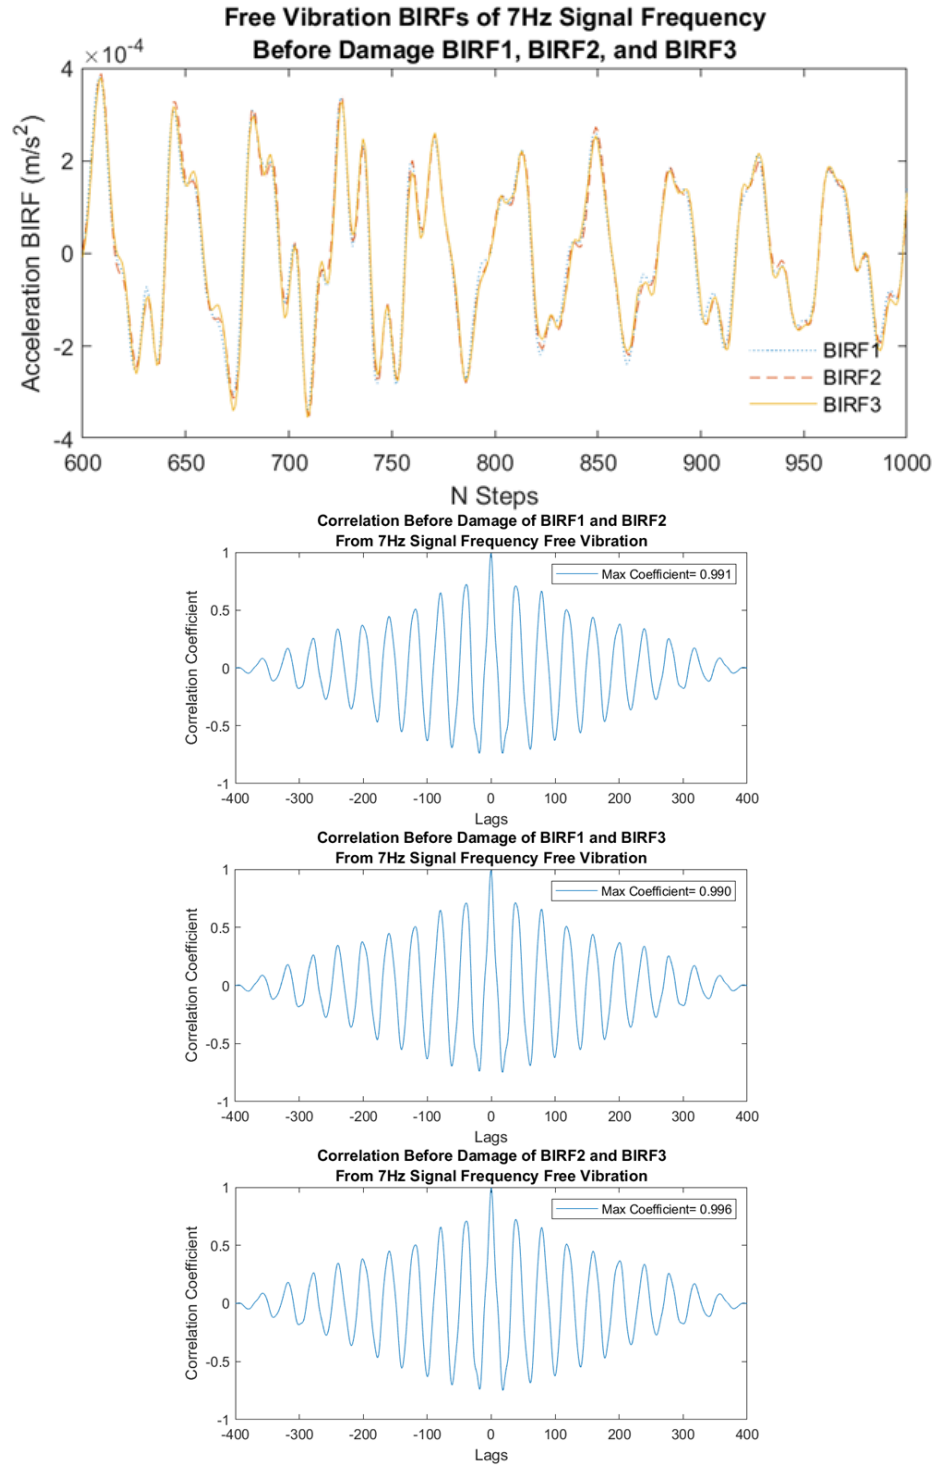 Free Vibration BIRFs of 7Hz Signal Frequency
Before Damage BIRF1, BIRF2, and BIRF3
×10⁻⁴
4
2
0
-2
-4
Acceleration BIRF (m/s²)
BIRF1
BIRF2
BIRF3
600 650 700 750 800 850 900 950 1000
N Steps
Correlation Before Damage of BIRF1 and BIRF2
From 7Hz Signal Frequency Free Vibration
1
0.5
0
-0.5
-1
Correlation Coefficient
Max Coefficient= 0.991
-400 -300 -200 -100 0 100 200 300 400
Lags
Correlation Before Damage of BIRF1 and BIRF3
From 7Hz Signal Frequency Free Vibration
1
0.5
0
-0.5
-1
Correlation Coefficient
Max Coefficient= 0.990
-400 -300 -200 -100 0 100 200 300 400
Lags
Correlation Before Damage of BIRF2 and BIRF3
From 7Hz Signal Frequency Free Vibration
1
0.5
0
-0.5
-1
Correlation Coefficient
Max Coefficient= 0.996
-400 -300 -200 -100 0 100 200 300 400
Lags